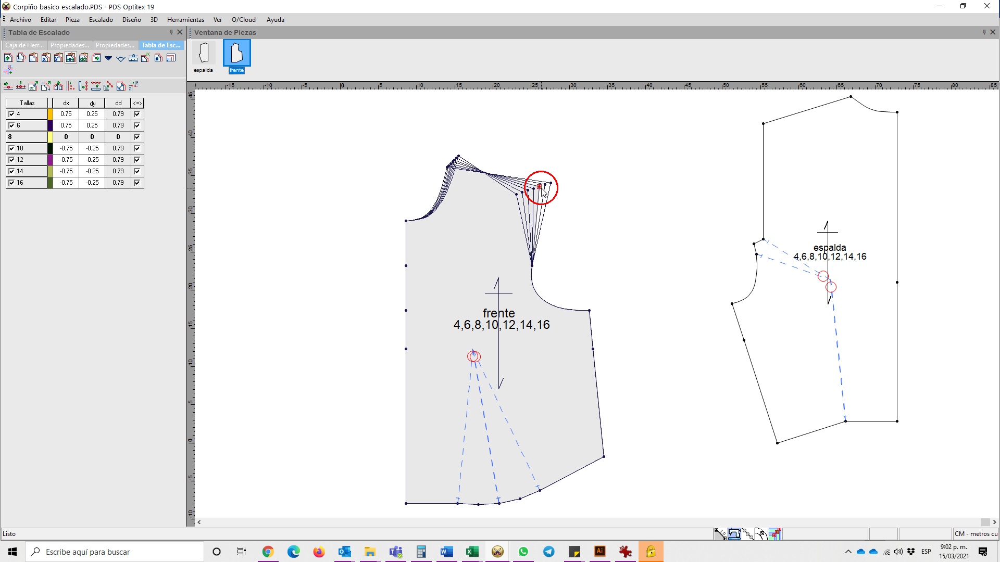 Corpiño basico escalado.PDS - PDS Optitex 19
Archivo Editar Pieza Escalado Diseño 3D Herramientas Ver O/Cloud Ayuda
Tabla de Escalado
Caja de Herr... Propiedades... Propiedades... Tabla de Esc...
Tallas dx dy dd <=>
4 0.75 0.25 0.79
6 0.75 0.25 0.79
8 0 0 0
10 -0.75 -0.25 0.79
12 -0.75 -0.25 0.79
14 -0.75 -0.25 0.79
16 -0.75 -0.25 0.79
Ventana de Piezas
espalda frente
-15 -10 -5 0 5 10 15 20 25 30 35 40 45 50 55 60 65 70 75 80 85
45
40
35
30
25
20
15
10
5
0
-5
-10
espalda
4,6,8,10,12,14,16
frente
4,6,8,10,12,14,16
Listo
CM - metros cu
Escribe aquí para buscar
ESP
9:02 p. m.
15/03/2021